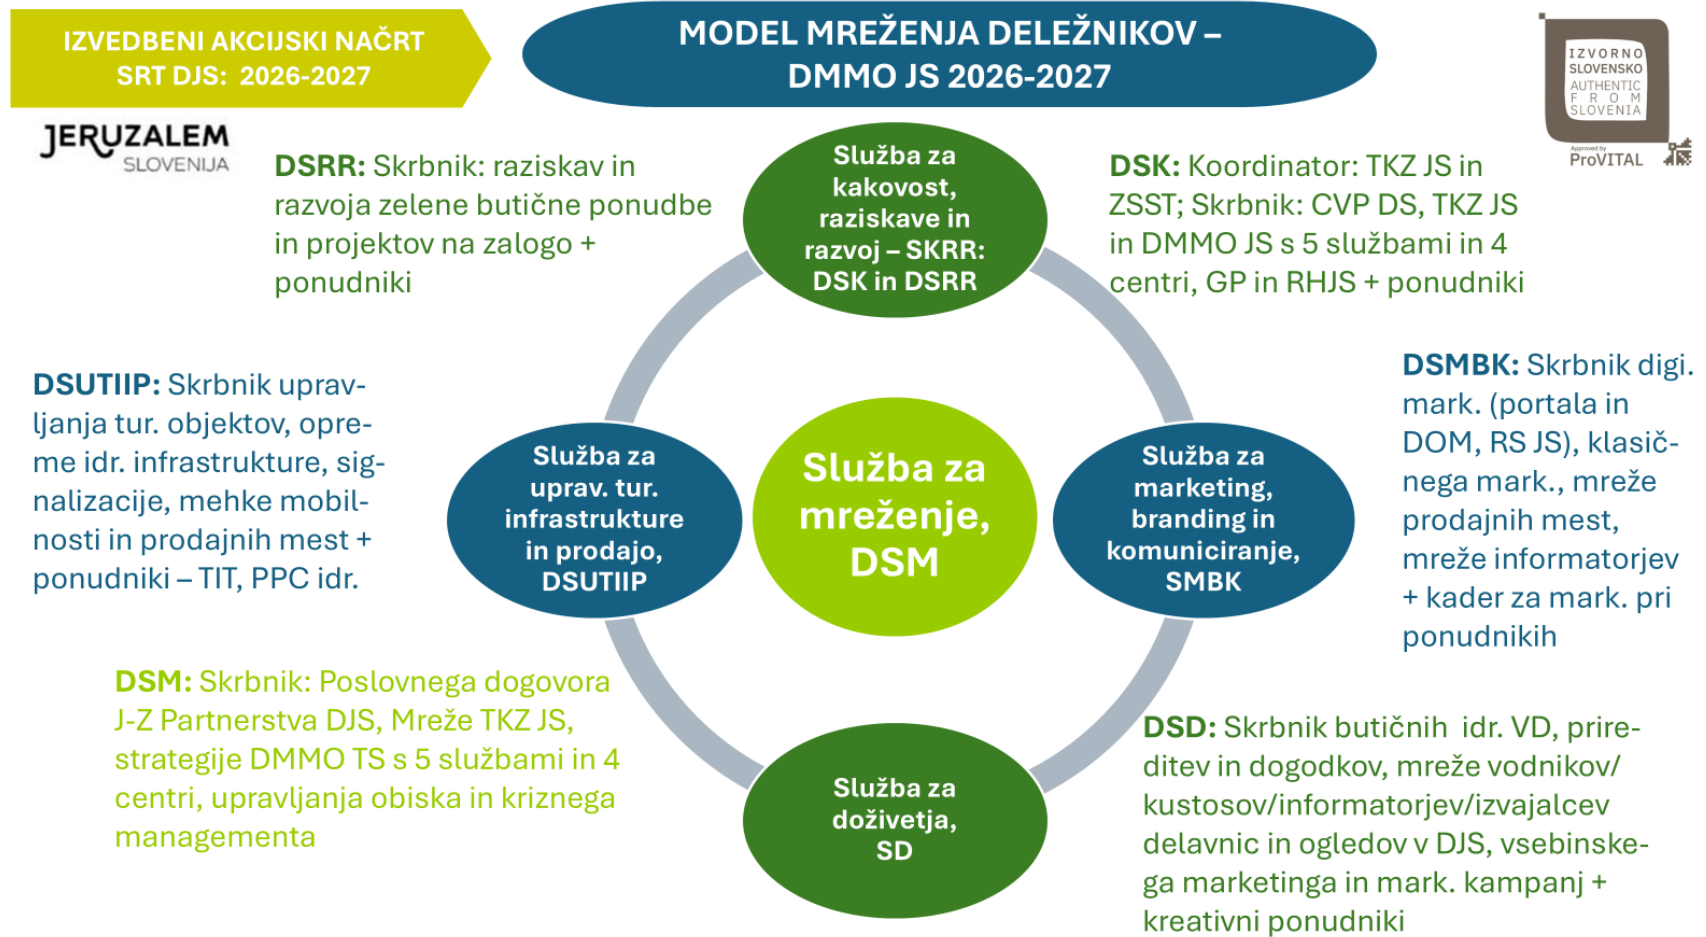 IZVEDBENI AKCIJSKI NAČRT
SRT DJS:  2026-2027
MODEL MREŽENJA DELEŽNIKOV –
DMMO JS 2026-2027
IZVORNO
SLOVENSKO
AUTHENTIC
FROM
SLOVENIA
Approved by
ProVITAL
JERUZALEM
SLOVENIJA
DSRR: Skrbnik: raziskav in
razvoja zelene butične ponudbe
in projektov na zalogo +
ponudniki
Služba za
kakovost,
raziskave in
razvoj – SKRR:
DSK in DSRR
DSK: Koordinator: TKZ JS in
ZSST; Skrbnik: CVP DS, TKZ JS
in DMMO JS s 5 službami in 4
centri, GP in RHJS + ponudniki
DSUTIIP: Skrbnik uprav-
ljanja tur. objektov, opre-
me idr. infrastrukture, sig-
nalizacije, mehke mobil-
nosti in prodajnih mest +
ponudniki – TIT, PPC idr.
Služba za
uprav. tur.
infrastrukture
in prodajo,
DSUTIIP
Služba za
mreženje,
DSM
Služba za
marketing,
branding in
komuniciranje,
SMBK
DSMBK: Skrbnik digi.
mark. (portala in
DOM, RS JS), klasič-
nega mark., mreže
prodajnih mest,
mreže informatorjev
+ kader za mark. pri
ponudnikih
DSM: Skrbnik: Poslovnega dogovora
J-Z Partnerstva DJS, Mreže TKZ JS,
strategije DMMO TS s 5 službami in 4
centri, upravljanja obiska in kriznega
managementa
Služba za
doživetja,
SD
DSD: Skrbnik butičnih  idr. VD, prire-
ditev in dogodkov, mreže vodnikov/
kustosov/informatorjev/izvajalcev
delavnic in ogledov v DJS, vsebinske-
ga marketinga in mark. kampanj +
kreativni ponudniki